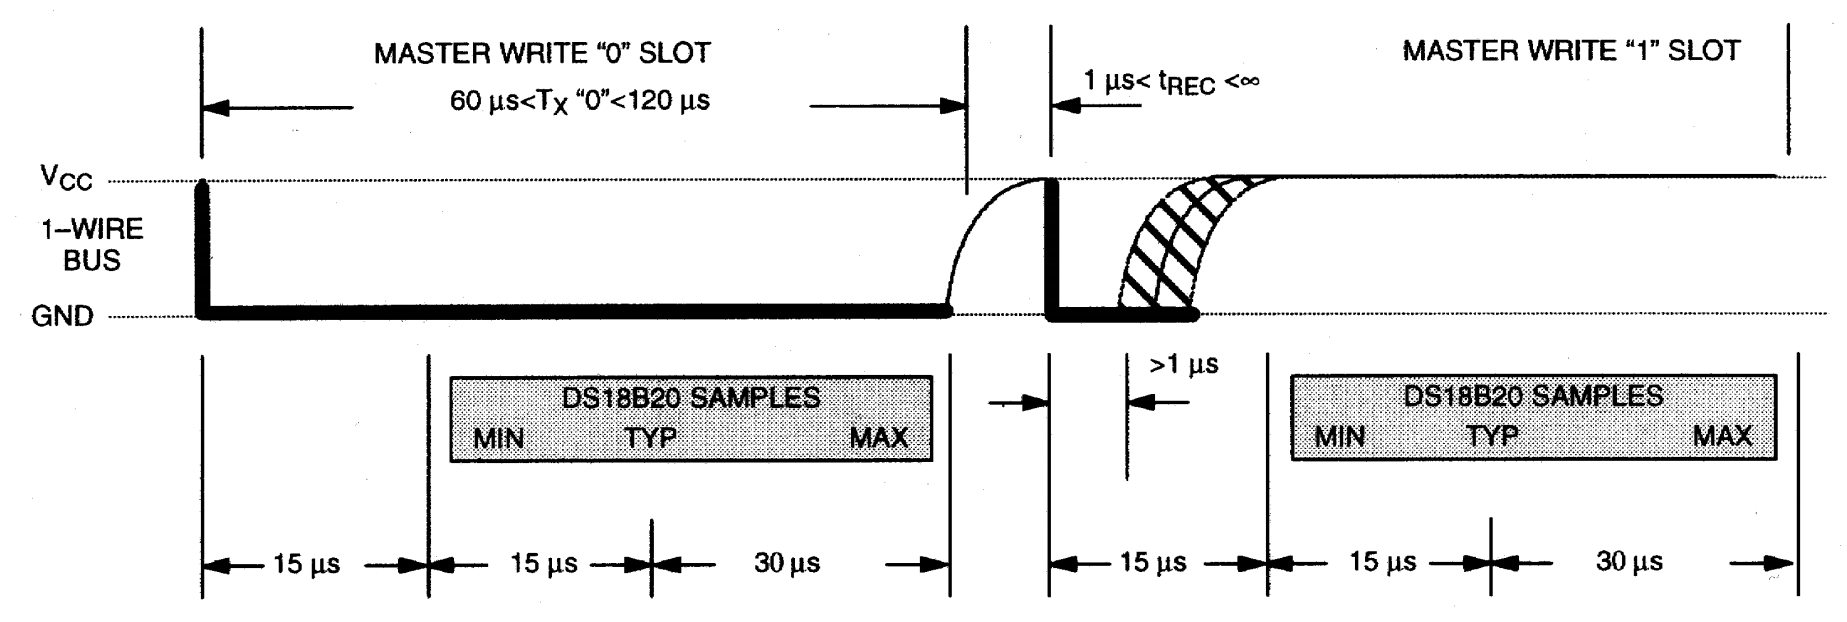 MASTER WRITE “0” SLOT
60 µs<TX “0”<120 µs
1 µs< tREC <∞
MASTER WRITE “1” SLOT
VCC
1–WIRE
BUS
GND
>1 µs
DS18B20 SAMPLES
MIN TYP MAX
DS18B20 SAMPLES
MIN TYP MAX
15 µs
15 µs
30 µs
15 µs
15 µs
30 µs